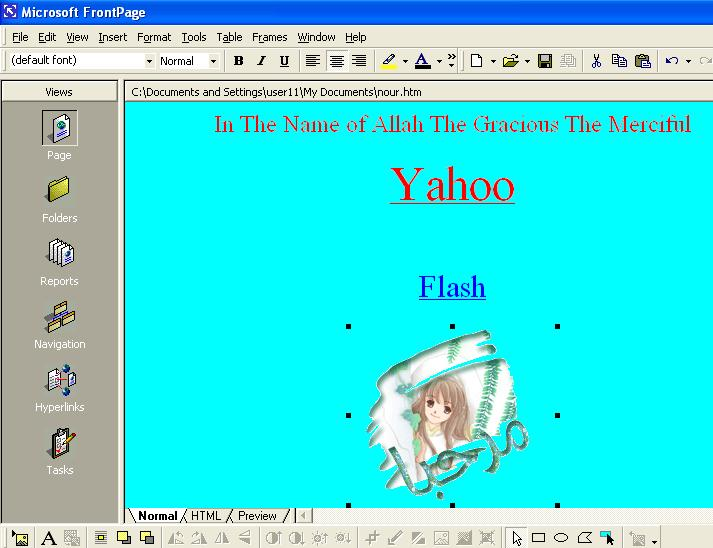 Microsoft FrontPage
File Edit View Insert Format Tools Table Frames Window Help
(default font) Normal B I U A
Views
C:\Documents and Settings\user11\My Documents\nour.htm
Page
Folders
Reports
Navigation
Hyperlinks
Tasks
In The Name of Allah The Gracious The Merciful
Yahoo
Flash
مرحبا
Normal HTML Preview
A